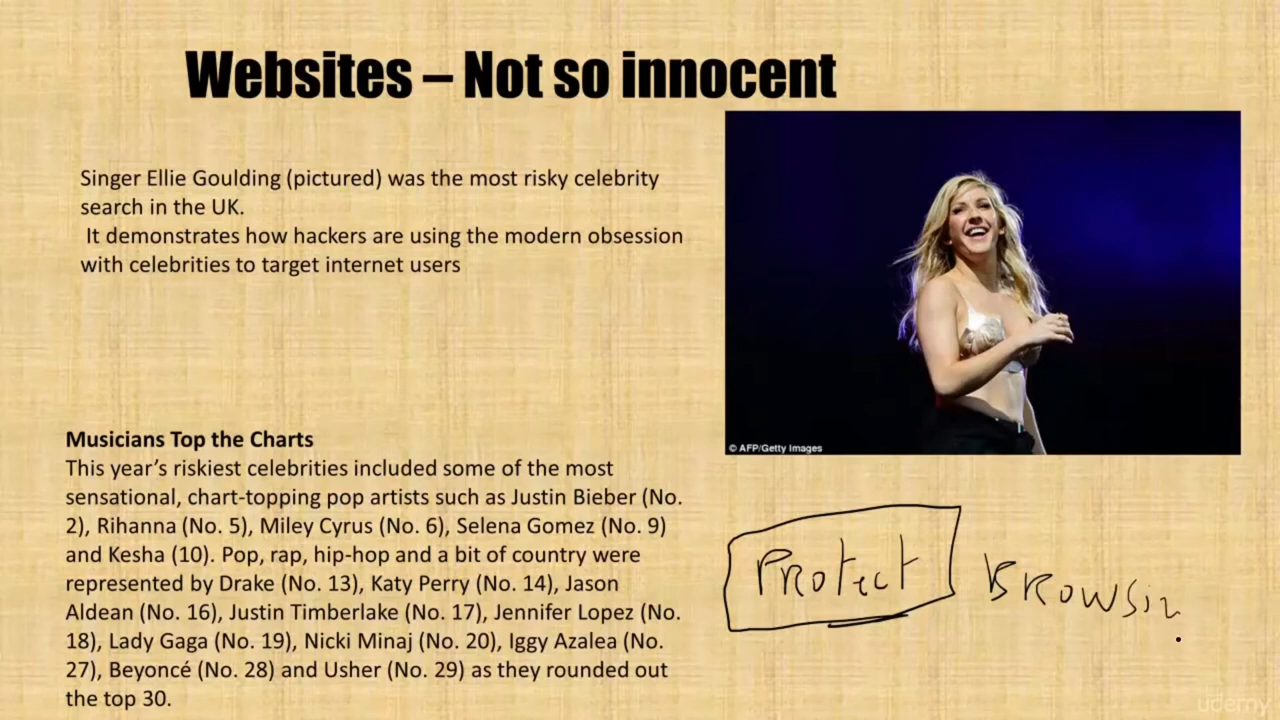 Websites – Not so innocent
Singer Ellie Goulding (pictured) was the most risky celebrity
search in the UK.
It demonstrates how hackers are using the modern obsession
with celebrities to target internet users
© AFP/Getty Images
Musicians Top the Charts
This year’s riskiest celebrities included some of the most
sensational, chart-topping pop artists such as Justin Bieber (No.
2), Rihanna (No. 5), Miley Cyrus (No. 6), Selena Gomez (No. 9)
and Kesha (10). Pop, rap, hip-hop and a bit of country were
represented by Drake (No. 13), Katy Perry (No. 14), Jason
Aldean (No. 16), Justin Timberlake (No. 17), Jennifer Lopez (No.
18), Lady Gaga (No. 19), Nicki Minaj (No. 20), Iggy Azalea (No.
27), Beyoncé (No. 28) and Usher (No. 29) as they rounded out
the top 30.
Protect Browsin
udemy